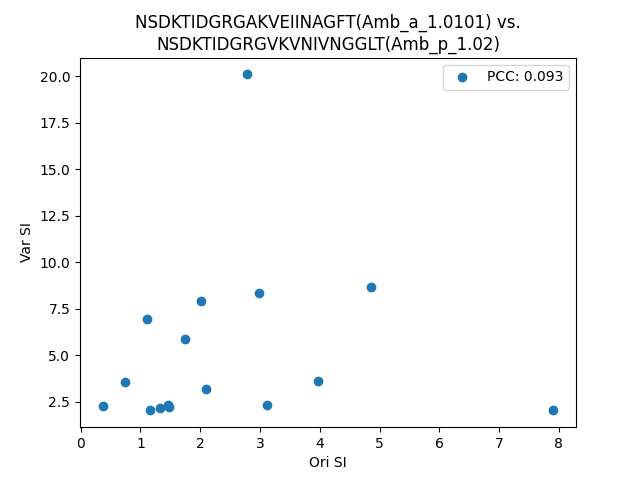 NSDKTIDGRGAKVEIINAGFT(Amb_a_1.0101) vs.
NSDKTIDGRGVKVNIVNGGLT(Amb_p_1.02)
PCC: 0.093
20.0
17.5
15.0
12.5
10.0
7.5
5.0
2.5
Var SI
0 1 2 3 4 5 6 7 8
Ori SI